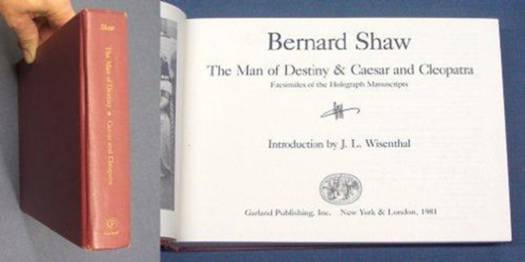 Shaw
The Man of Destiny & Caesar and Cleopatra
Bernard Shaw
The Man of Destiny & Caesar and Cleopatra
Facsimiles of the Holograph Manuscripts
Introduction by J. L. Wisenthal
Garland Publishing, Inc. New York & London, 1981